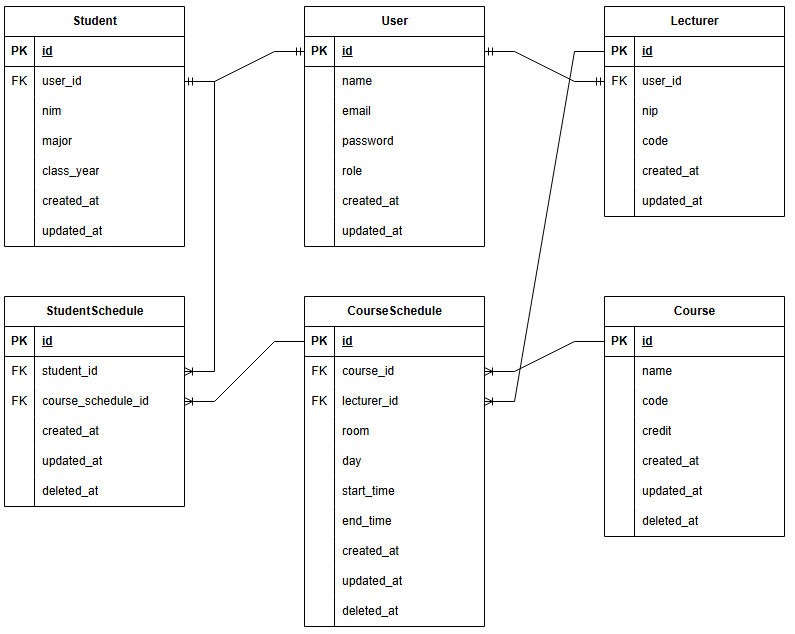 Student
PK id
FK user_id
nim
major
class_year
created_at
updated_at
User
PK id
name
email
password
role
created_at
updated_at
Lecturer
PK id
FK user_id
nip
code
created_at
updated_at
StudentSchedule
PK id
FK student_id
FK course_schedule_id
created_at
updated_at
deleted_at
CourseSchedule
PK id
FK course_id
FK lecturer_id
room
day
start_time
end_time
created_at
updated_at
deleted_at
Course
PK id
name
code
credit
created_at
updated_at
deleted_at